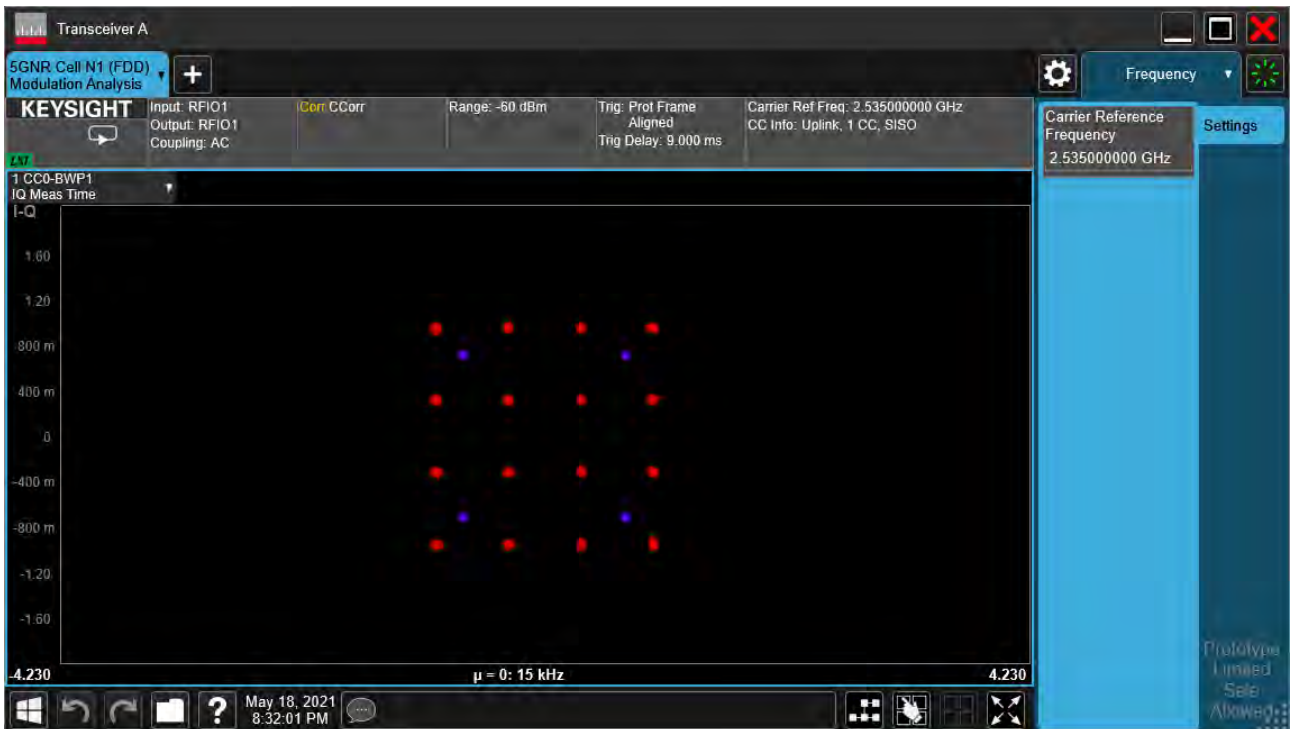 Transceiver A
5GNR Cell N1 (FDD)
Modulation Analysis
+
Frequency
KEYSIGHT
Input: RFIO1
Output: RFIO1
Coupling: AC
Corr CCorr
Range: -60 dBm
Trig: Prot Frame
Aligned
Trig Delay: 9.000 ms
Carrier Ref Freq: 2.535000000 GHz
CC Info: Uplink, 1 CC, SISO
LXI
Carrier Reference
Frequency
2.535000000 GHz
Settings
1 CC0-BWP1
IQ Meas Time
I-Q
1.60
1.20
800 m
400 m
0
-400 m
-800 m
-1.20
-1.60
-4.230
µ = 0: 15 kHz
4.230
?
May 18, 2021
8:32:01 PM
Prototype
Limited
Sale
Allowed